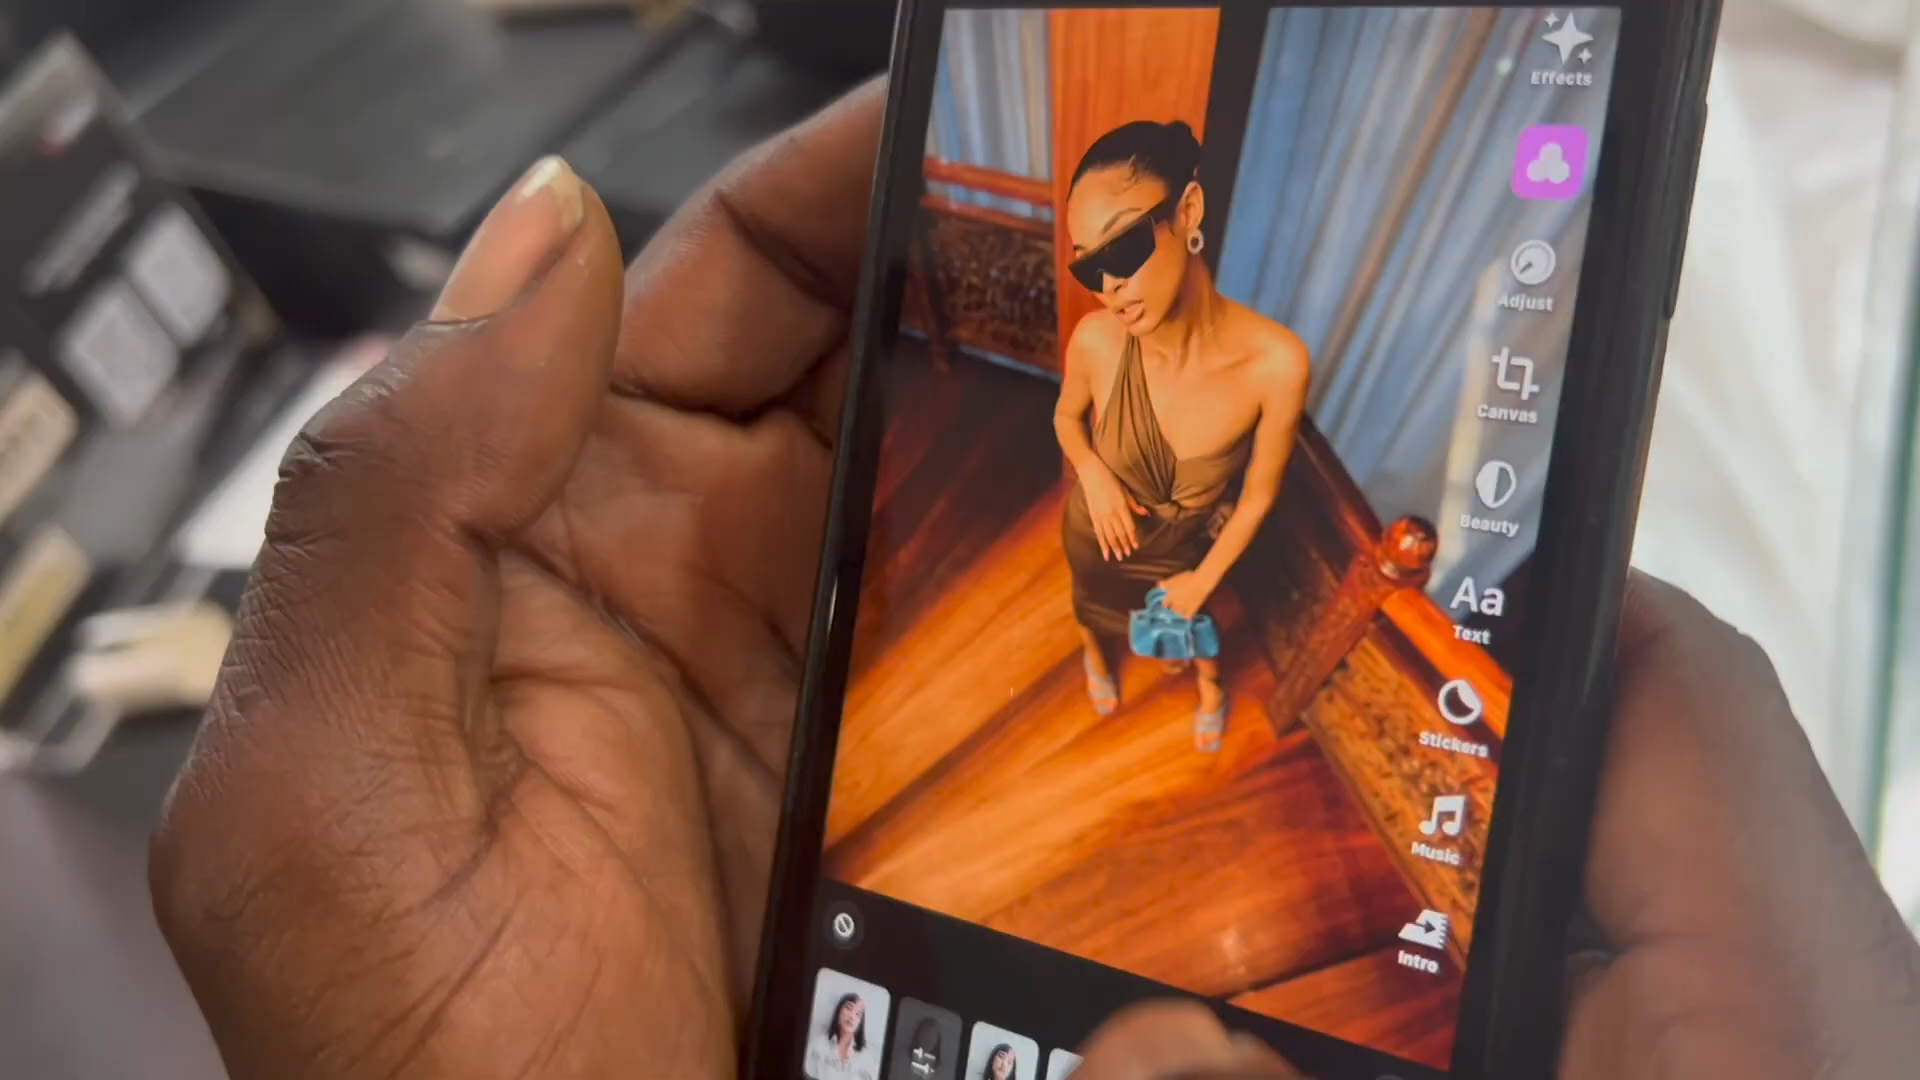 Effects
Adjust
Canvas
Beauty
Aa
Text
Stickers
Music
Intro